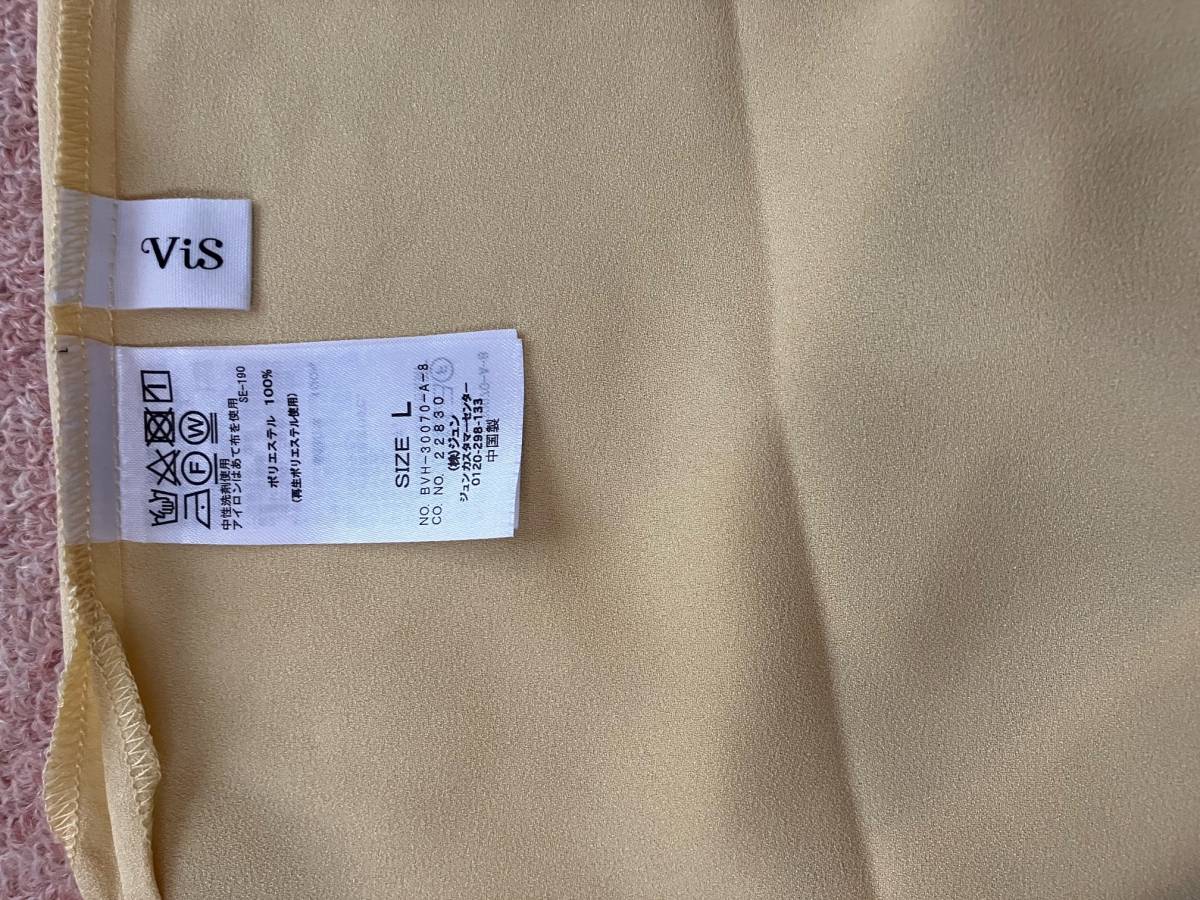 ViS
L
F W
中性洗剤使用
アイロンはあて布を使用
SE-190
ポリエステル 100%
(再生ポリエステル使用)
SIZE L
NO. BVH-30070-A-8
CO. NO. 22830
(株)ジュン
ジュンカスタマーセンター
0120-298-133
中国製